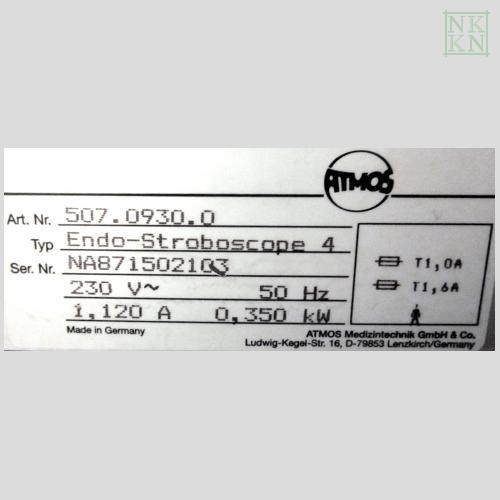 NK
KN
ATMOS
Art. Nr. 507.0930.0
Typ Endo-Stroboscope 4
Ser. Nr. NA871502103
230 V~ 50 Hz
1,120 A 0,350 kW
T1,0A
T1,6A
Made in Germany
ATMOS Medizintechnik GmbH & Co.
Ludwig-Kegel-Str. 16, D-79853 Lenzkirch/Germany